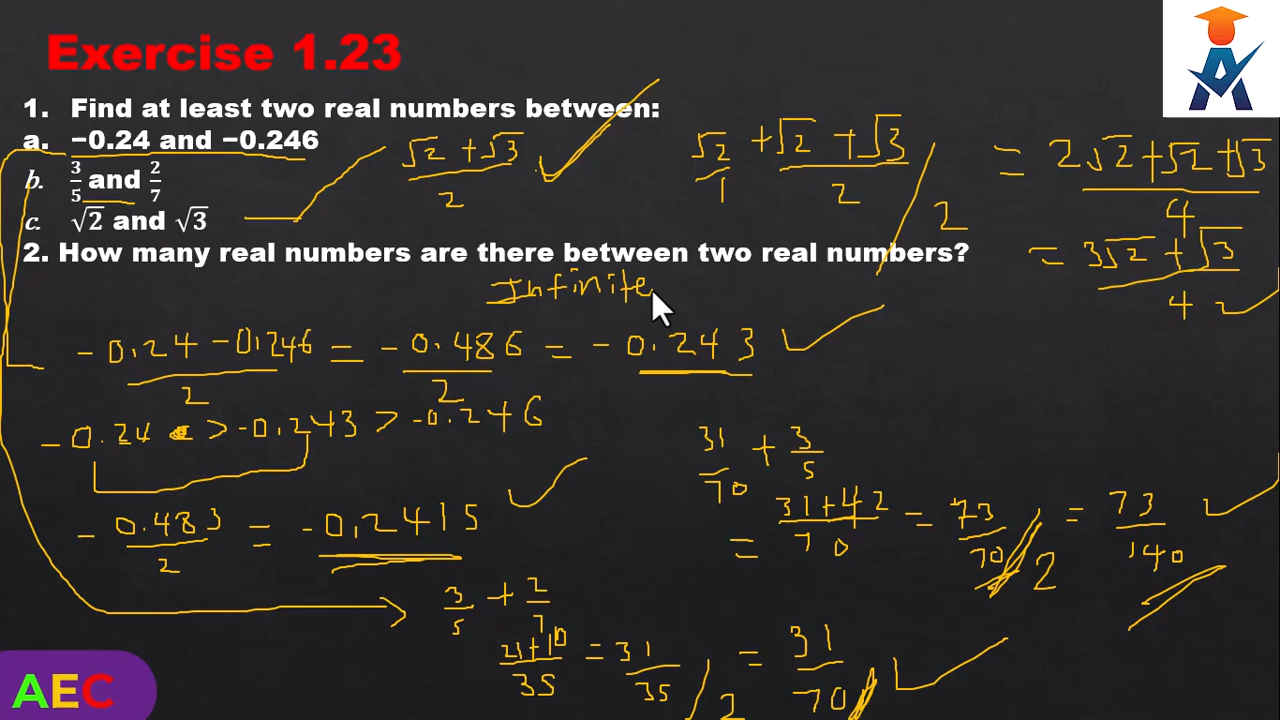 Exercise 1.23
1. Find at least two real numbers between:
a. −0.24 and −0.246
b. 3/5 and 2/7
c. √2 and √3
2. How many real numbers are there between two real numbers?
(√2 + √3)/2
√2/1 + (√2 + √3)/2 / 2 = (2√2 + √2 + √3)/4
= (3√2 + √3)/4
Infinite
(-0.24 - 0.246)/2 = -0.486/2 = -0.243
-0.24 > -0.243 > -0.246
-0.483/2 = -0.2415
31/70 + 3/5
= (31+42)/70 = 73/70 / 2 = 73/140
3/5 + 2/7
(21+10)/35 = 31/35 / 2 = 31/70
AEC